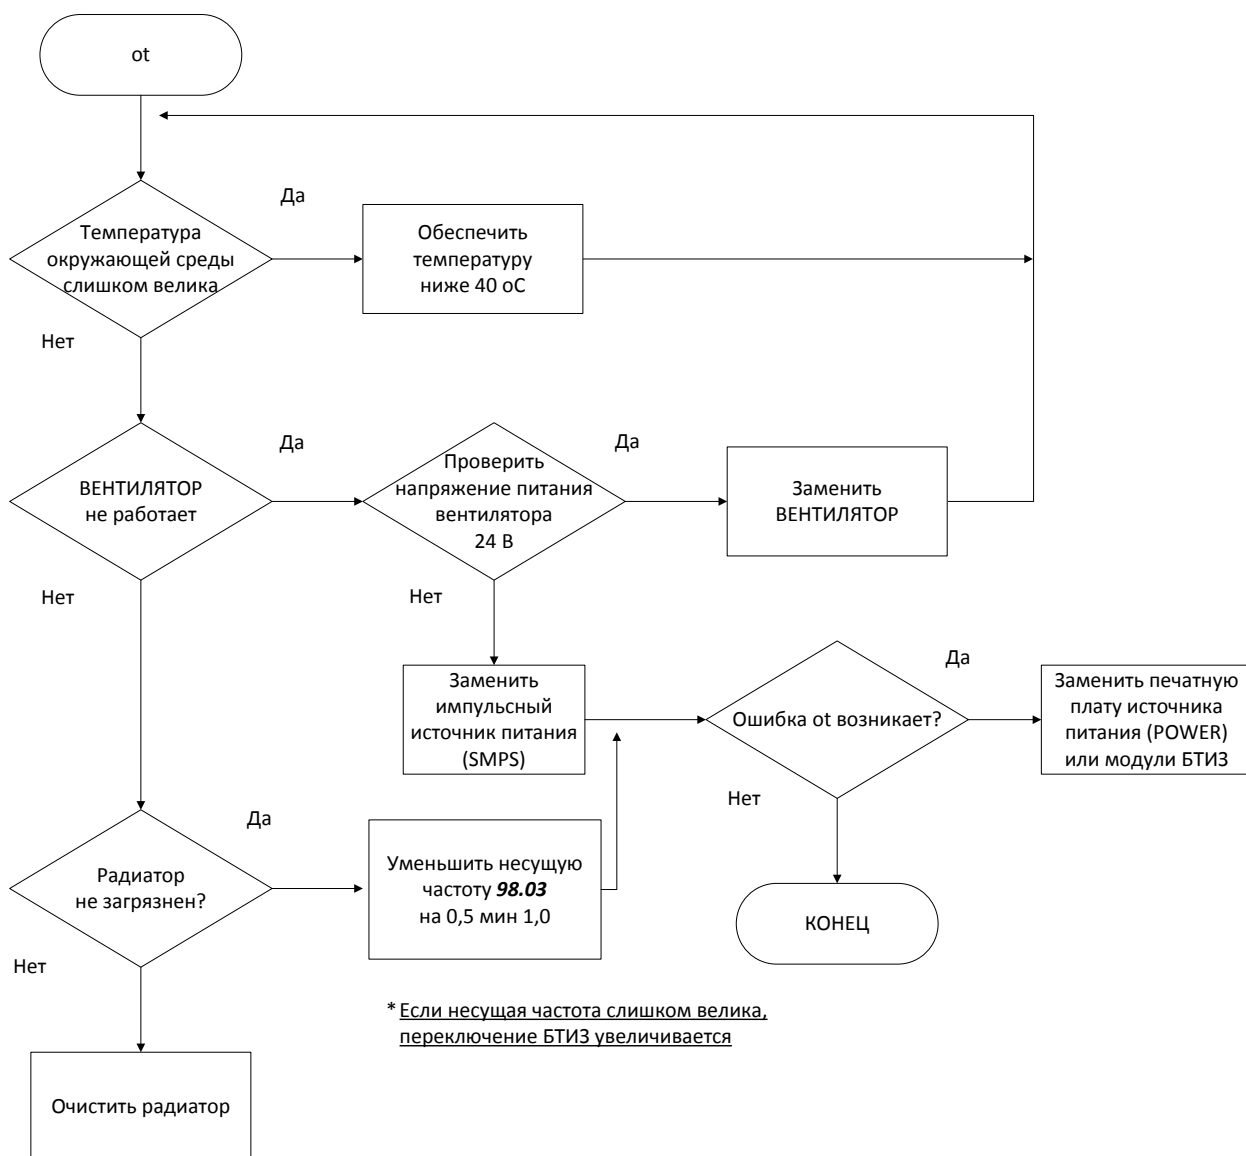 ot
Да
Температура
окружающей среды
слишком велика
Обеспечить
температуру
ниже 40 oC
Нет
Да
ВЕНТИЛЯТОР
не работает
Проверить
напряжение питания
вентилятора
24 В
Да
Заменить
ВЕНТИЛЯТОР
Нет
Нет
Заменить
импульсный
источник питания
(SMPS)
Ошибка ot возникает?
Да
Заменить печатную
плату источника
питания (POWER)
или модули БТИЗ
Нет
Да
Радиатор
не загрязнен?
Уменьшить несущую
частоту 98.03
на 0,5 мин 1,0
КОНЕЦ
Нет
* Если несущая частота слишком велика,
переключение БТИЗ увеличивается
Очистить радиатор